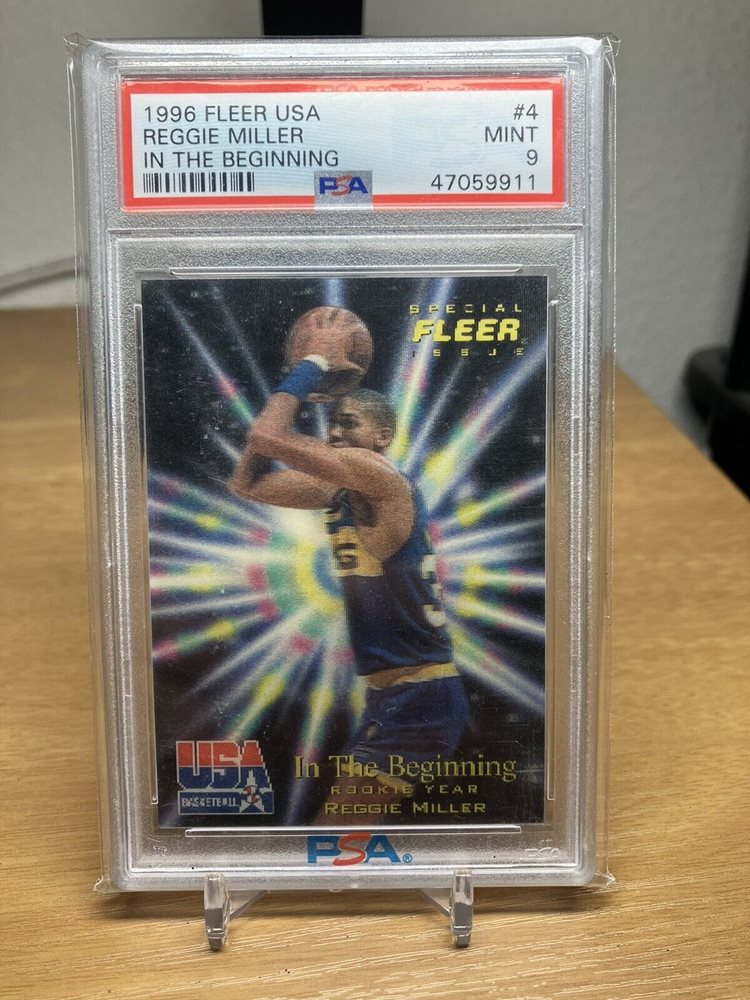 1996 FLEER USA #4
REGGIE MILLER MINT
IN THE BEGINNING 9
PSA 47059911
SPECIAL
FLEER
ISSUE
G
3
USA
BASKETBALL
In The Beginning
ROOKIE YEAR
REGGIE MILLER
PSA®